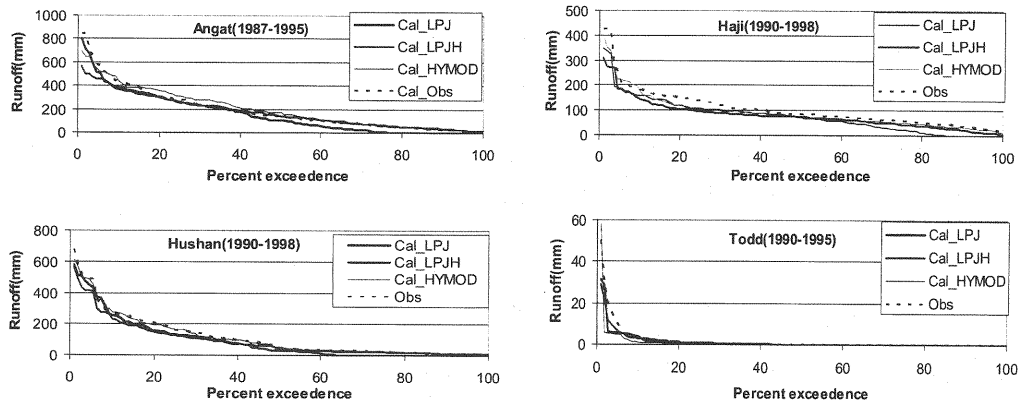 Angat(1987-1995)
Runoff(mm)
1000
800
600
400
200
0
0 20 40 60 80 100
Percent exceedence
Cal_LPJ
Cal_LPJH
Cal_HYMOD
Cal_Obs
Haji(1990-1998)
Runoff(mm)
500
400
300
200
100
0
0 20 40 60 80 100
Percent exceedence
Cal_LPJ
Cal_LPJH
Cal_HYMOD
Obs
Hushan(1990-1998)
Runoff(mm)
800
600
400
200
0
0 20 40 60 80 100
Percent exceedence
Cal_LPJ
Cal_LPJH
Cal_HYMOD
Obs
Todd(1990-1995)
Runoff(mm)
60
40
20
0
0 20 40 60 80 100
Percent exceedence
Cal_LPJ
Cal_LPJH
Cal_HYMOD
Obs